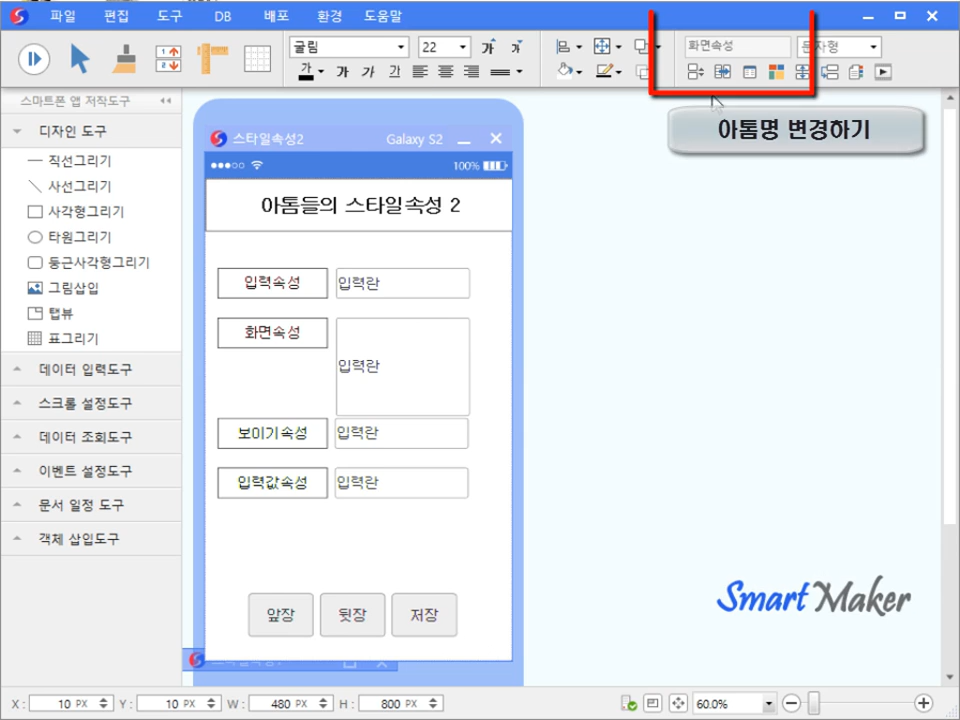 파일 편집 도구 DB 배포 환경 도움말
굴림 22 가 가 화면속성 문자형
가 가 가 가
아톰명 변경하기
스마트폰 앱 저작도구
디자인 도구
직선그리기
사선그리기
사각형그리기
타원그리기
둥근사각형그리기
그림삽입
탭뷰
표그리기
데이터 입력도구
스크롤 설정도구
데이터 조회도구
이벤트 설정도구
문서 일정 도구
객체 삽입도구
스타일속성2 Galaxy S2
100%
아톰들의 스타일속성 2
입력속성 입력란
화면속성 입력란
보이기속성 입력란
입력값속성 입력란
앞장 뒷장 저장
Smart Maker
X : 10 PX Y : 10 PX W : 480 PX H : 800 PX 60.0%